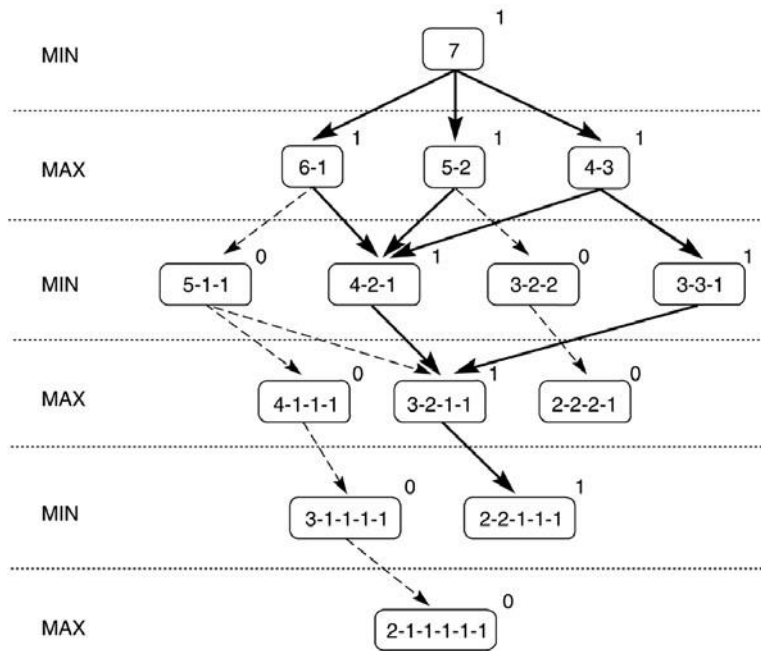 1
MIN 7
1 1 1
MAX 6-1 5-2 4-3
0 1 0 1
MIN 5-1-1 4-2-1 3-2-2 3-3-1
0 1 0
MAX 4-1-1-1 3-2-1-1 2-2-2-1
0 1
MIN 3-1-1-1-1 2-2-1-1-1
0
MAX 2-1-1-1-1-1